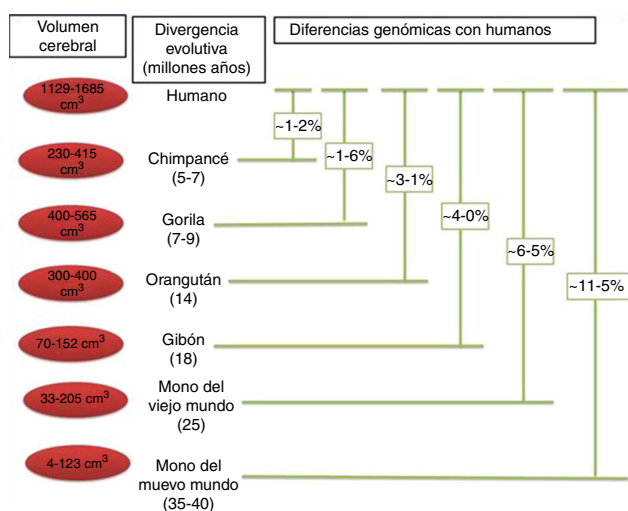 Volumen
cerebral
Divergencia
evolutiva
(millones años)
Diferencias genómicas con humanos
1129-1685
cm³
Humano
~1-2%
230-415
cm³
Chimpancé
(5-7)
~1-6%
~3-1%
400-565
cm³
Gorila
(7-9)
~4-0%
~6-5%
300-400
cm³
Orangután
(14)
~11-5%
70-152 cm³
Gibón
(18)
33-205 cm³
Mono del
viejo mundo
(25)
4-123 cm³
Mono del
muevo mundo
(35-40)